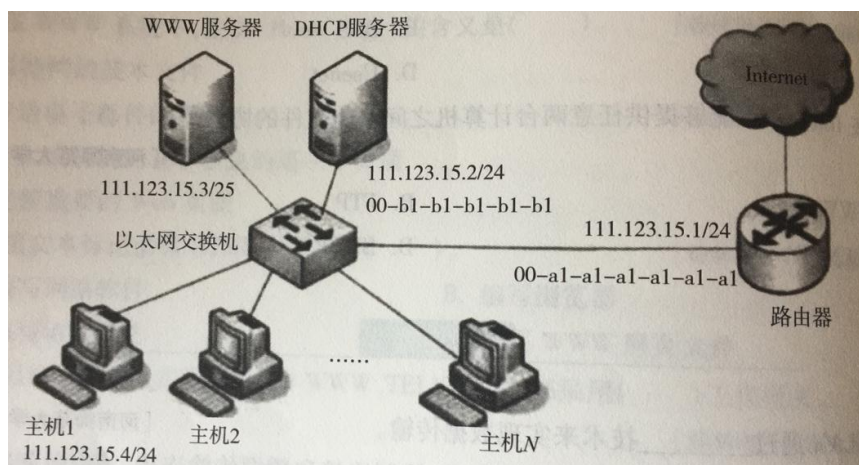 WWW服务器
DHCP服务器
Internet
111.123.15.3/25
111.123.15.2/24
00-b1-b1-b1-b1-b1
111.123.15.1/24
以太网交换机
00-a1-a1-a1-a1-a1
路由器
……
主机1
主机2
主机N
111.123.15.4/24